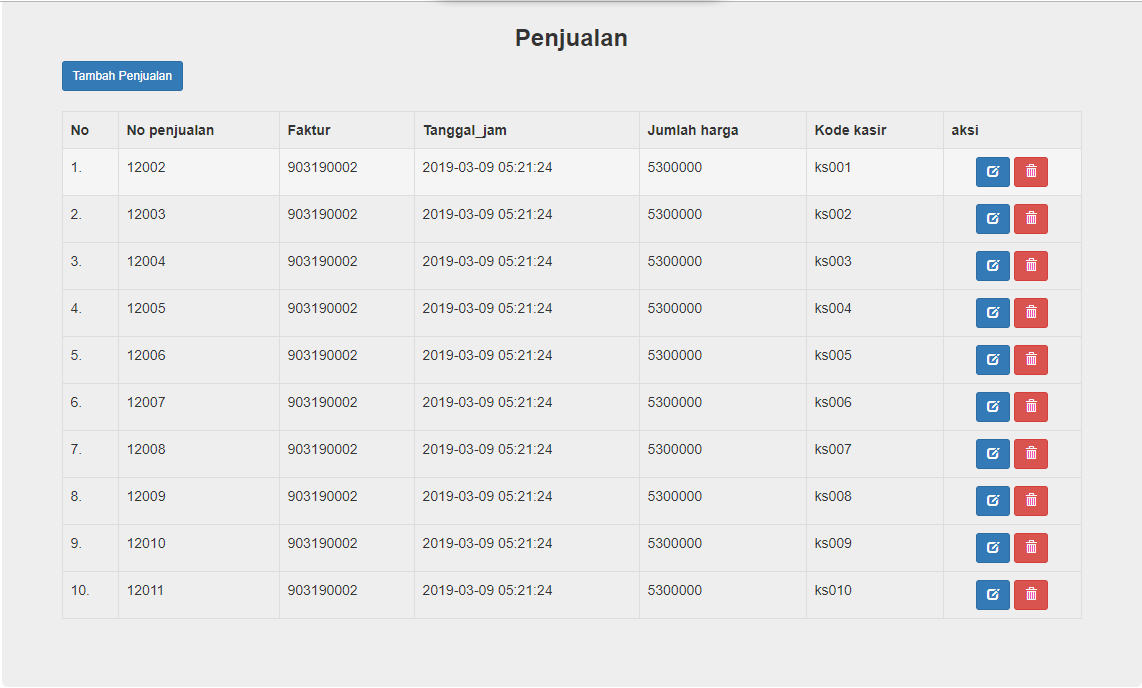 Penjualan
Tambah Penjualan
No No penjualan Faktur Tanggal_jam Jumlah harga Kode kasir aksi
1. 12002 903190002 2019-03-09 05:21:24 5300000 ks001
2. 12003 903190002 2019-03-09 05:21:24 5300000 ks002
3. 12004 903190002 2019-03-09 05:21:24 5300000 ks003
4. 12005 903190002 2019-03-09 05:21:24 5300000 ks004
5. 12006 903190002 2019-03-09 05:21:24 5300000 ks005
6. 12007 903190002 2019-03-09 05:21:24 5300000 ks006
7. 12008 903190002 2019-03-09 05:21:24 5300000 ks007
8. 12009 903190002 2019-03-09 05:21:24 5300000 ks008
9. 12010 903190002 2019-03-09 05:21:24 5300000 ks009
10. 12011 903190002 2019-03-09 05:21:24 5300000 ks010